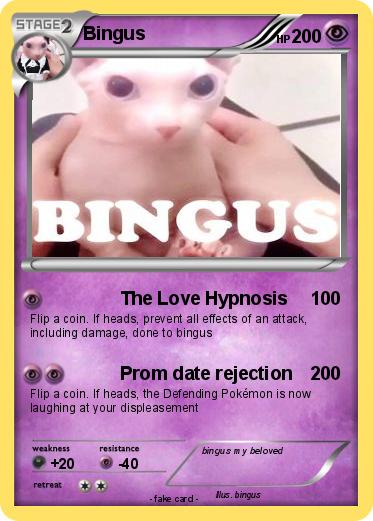 STAGE2 Bingus HP 200
BINGUS
The Love Hypnosis 100
Flip a coin. If heads, prevent all effects of an attack,
including damage, done to bingus
Prom date rejection 200
Flip a coin. If heads, the Defending Pokémon is now
laughing at your displeasement
weakness resistance
+20 -40
bingus my beloved
retreat
- fake card - Illus. bingus